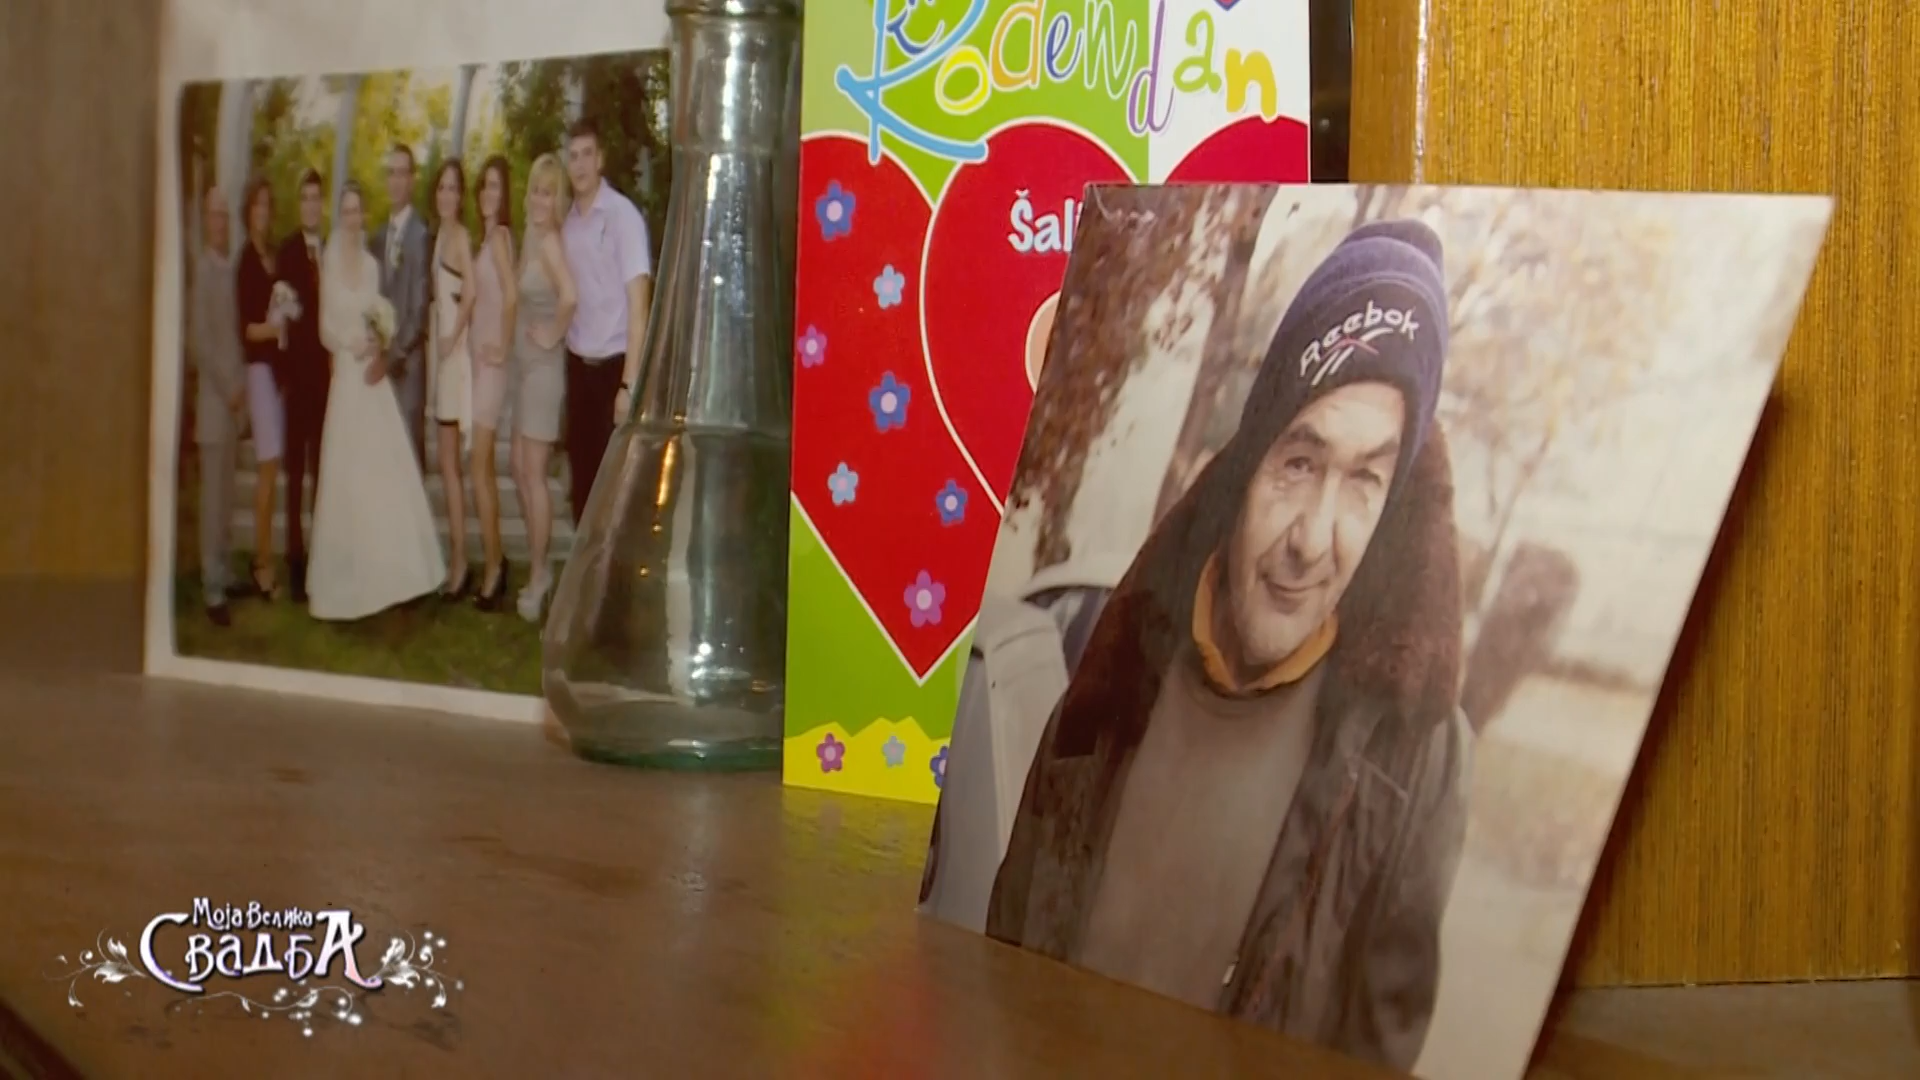 Rođendan
Šal
Reebok
Моја Велика
Свадба